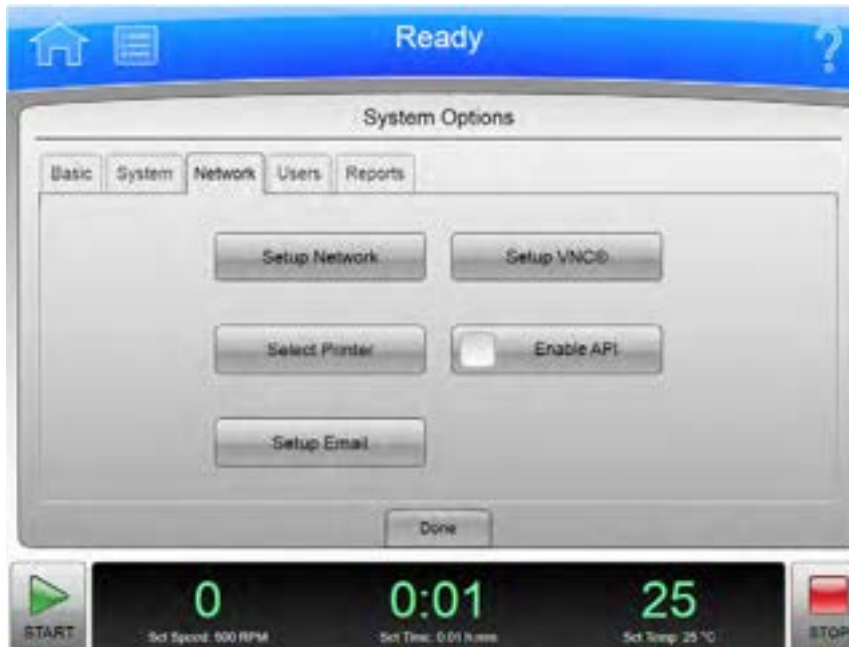 Ready
?
System Options
Basic System Network Users Reports
Setup Network Setup VNC®
Select Printer Enable API
Setup Email
Done
START 0 0:01 25 STOP
Set Speed: 500 RPM Set Time: 0:01 h:mm Set Temp: 25 °C